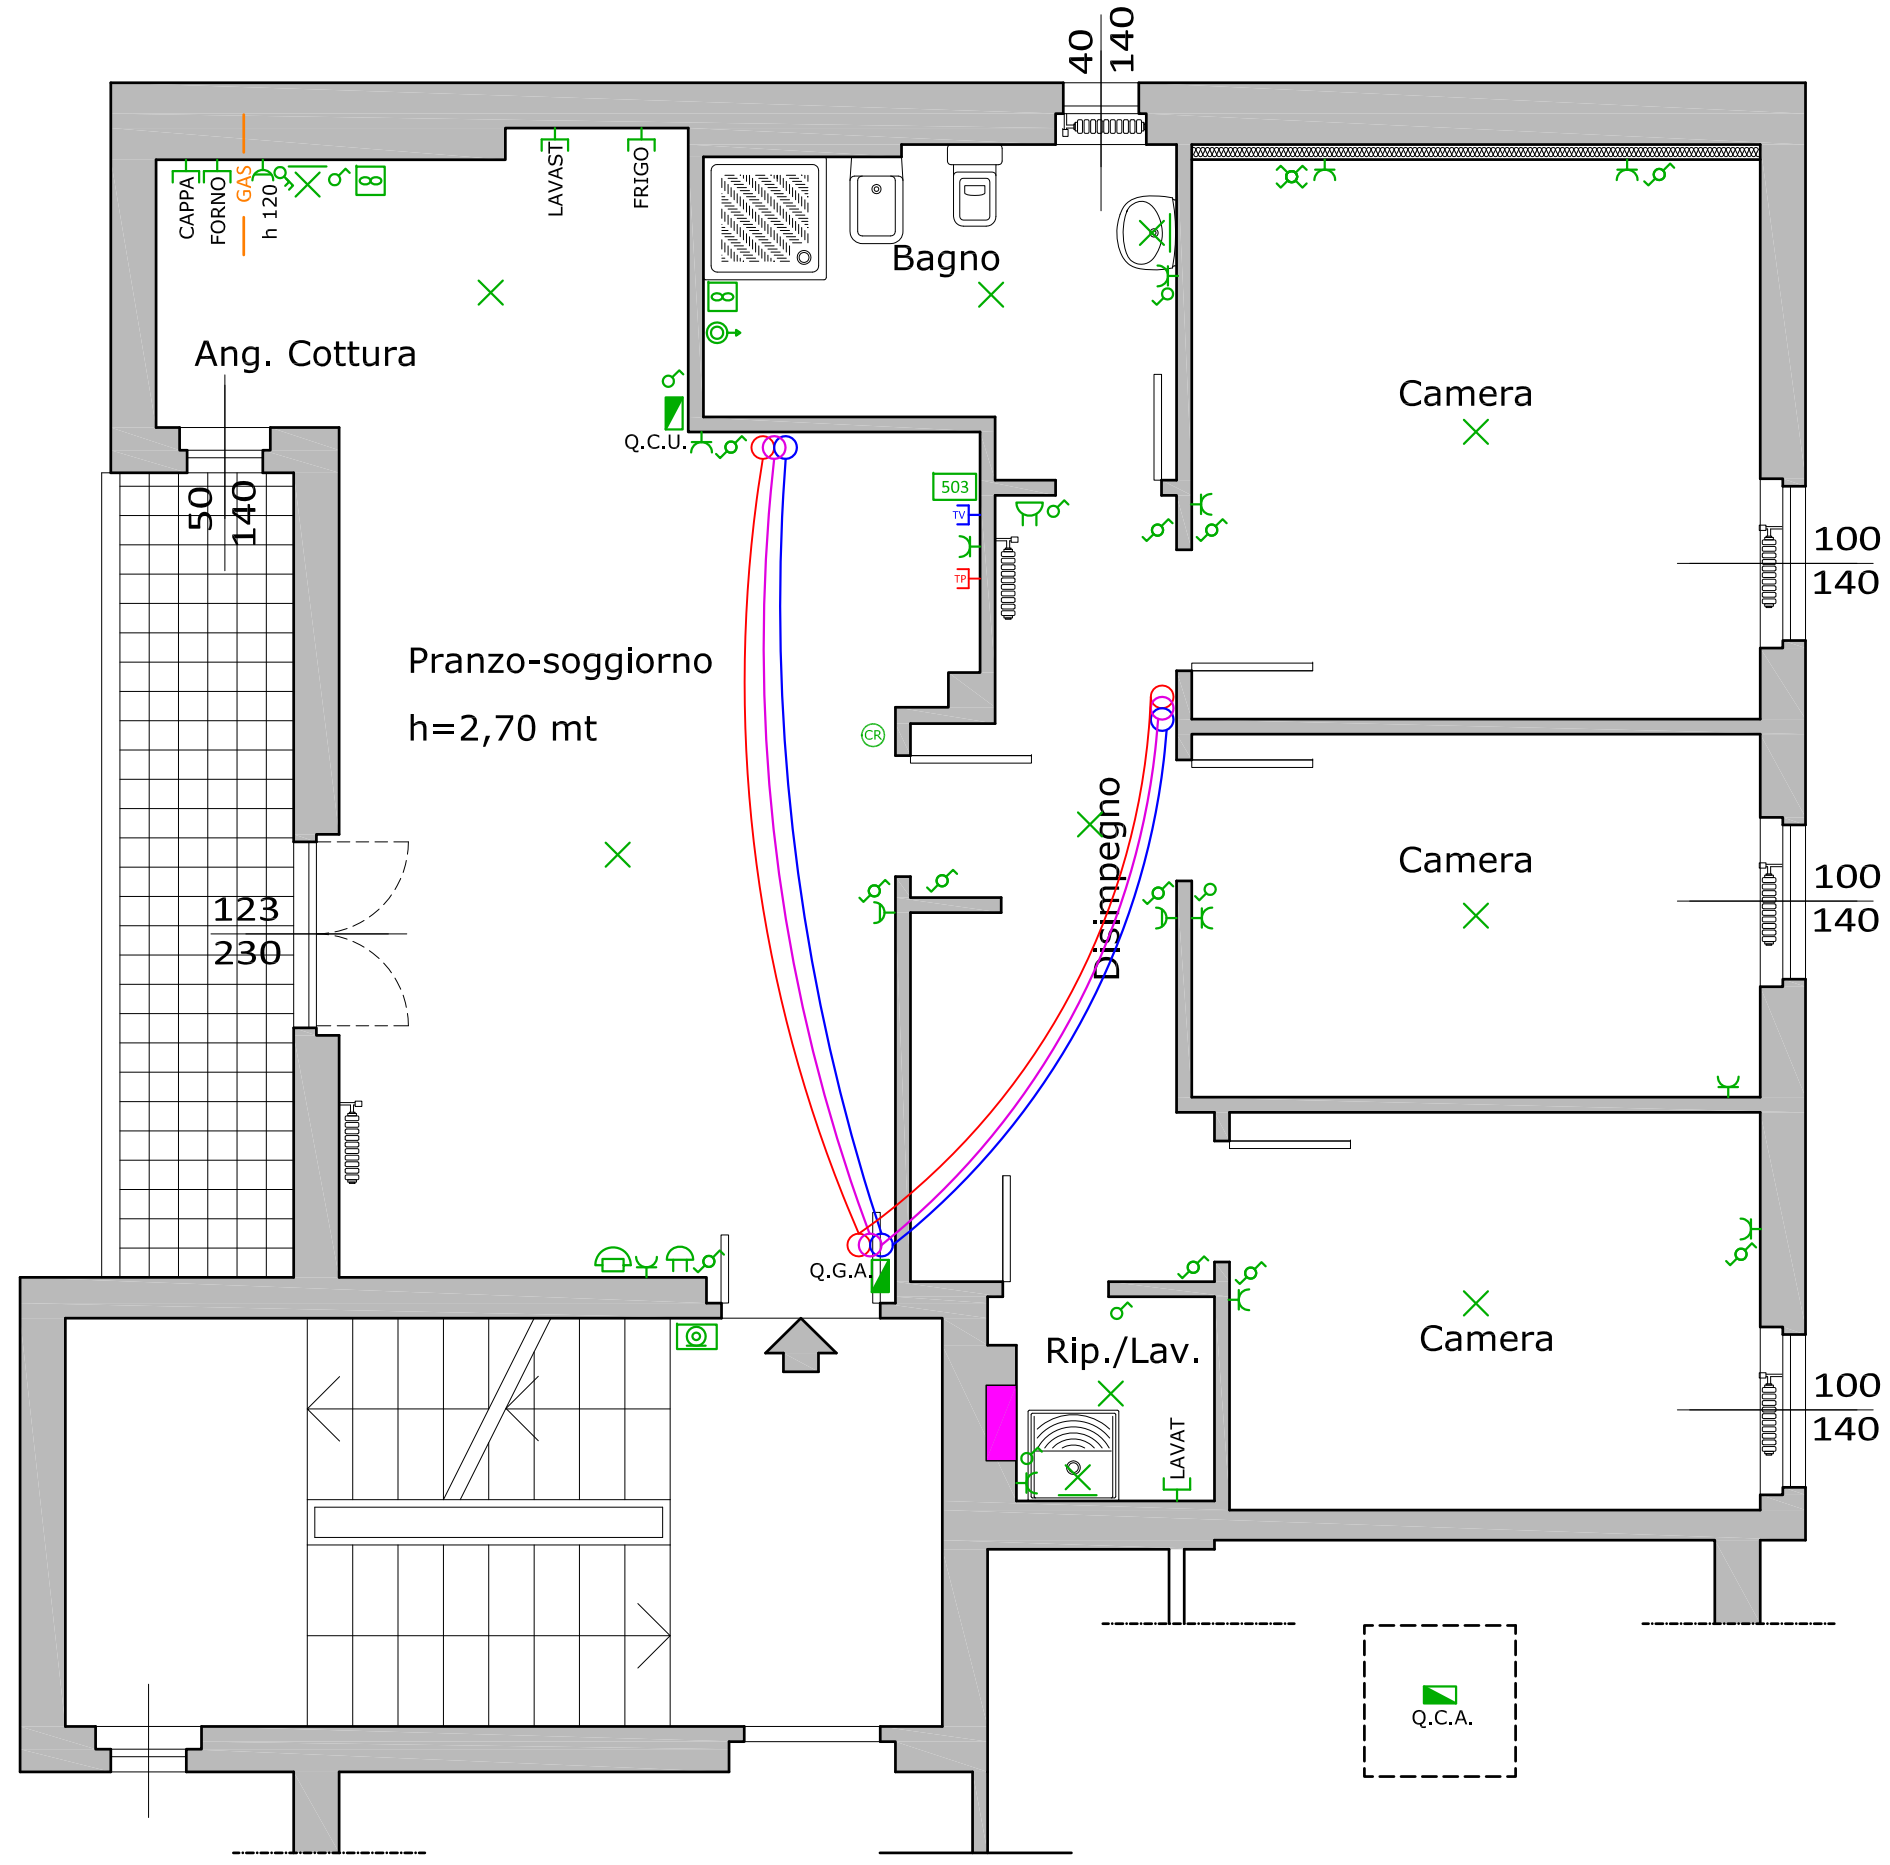 40
140
CAPPA
FORNO
GAS
h 120
LAVAST
FRIGO
Bagno
Ang. Cottura
Camera
Q.C.U.
50
140
503
TV
TP
100
140
Pranzo-soggiorno
h=2,70 mt
CR
Disimpegno
Camera
100
140
123
230
Q.G.A.
Rip./Lav.
Camera
100
140
LAVAT
Q.C.A.